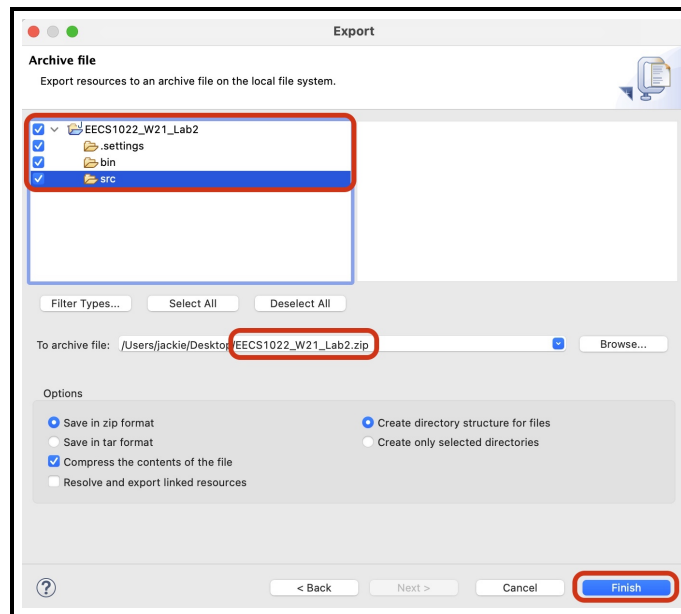 Export
Archive file
Export resources to an archive file on the local file system.
EECS1022_W21_Lab2
.settings
bin
src
Filter Types... Select All Deselect All
To archive file: /Users/jackie/Desktop/EECS1022_W21_Lab2.zip Browse...
Options
Save in zip format Create directory structure for files
Save in tar format Create only selected directories
Compress the contents of the file
Resolve and export linked resources
? < Back Next > Cancel Finish